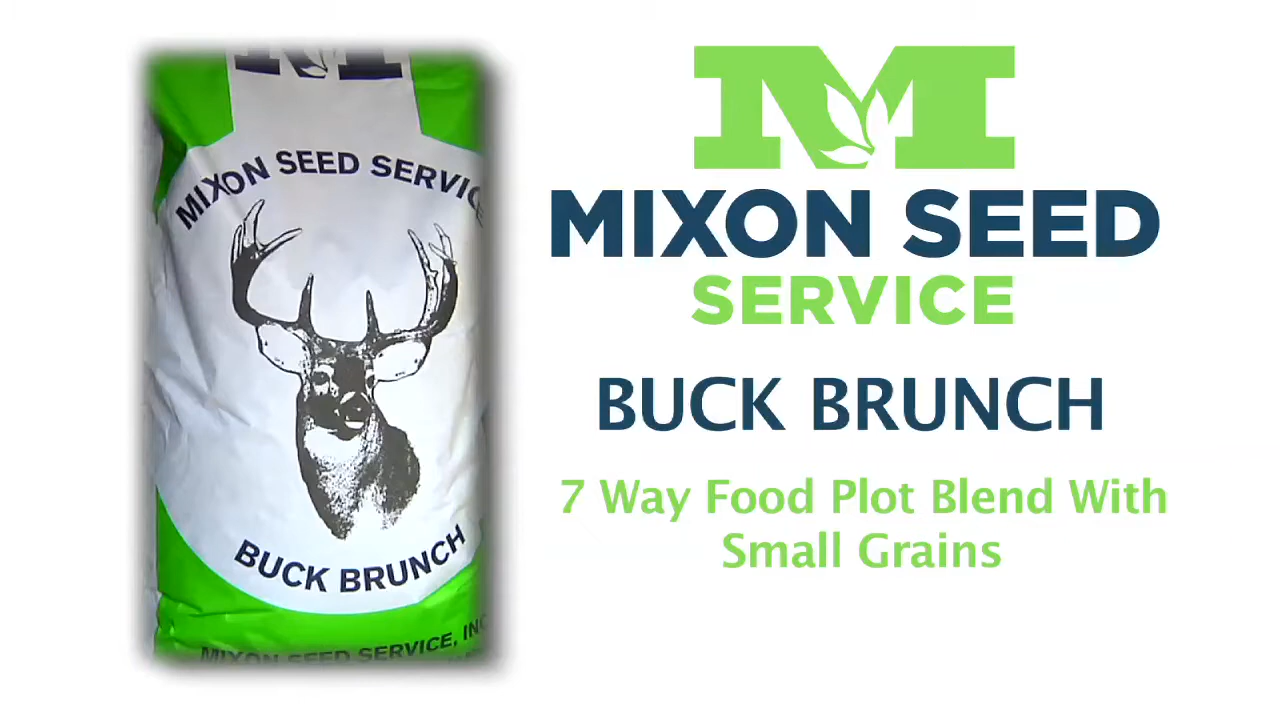 M
MIXON SEED SERVICE
BUCK BRUNCH
MIXON SEED SERVICE, INC
M
MIXON SEED
SERVICE
BUCK BRUNCH
7 Way Food Plot Blend With
Small Grains